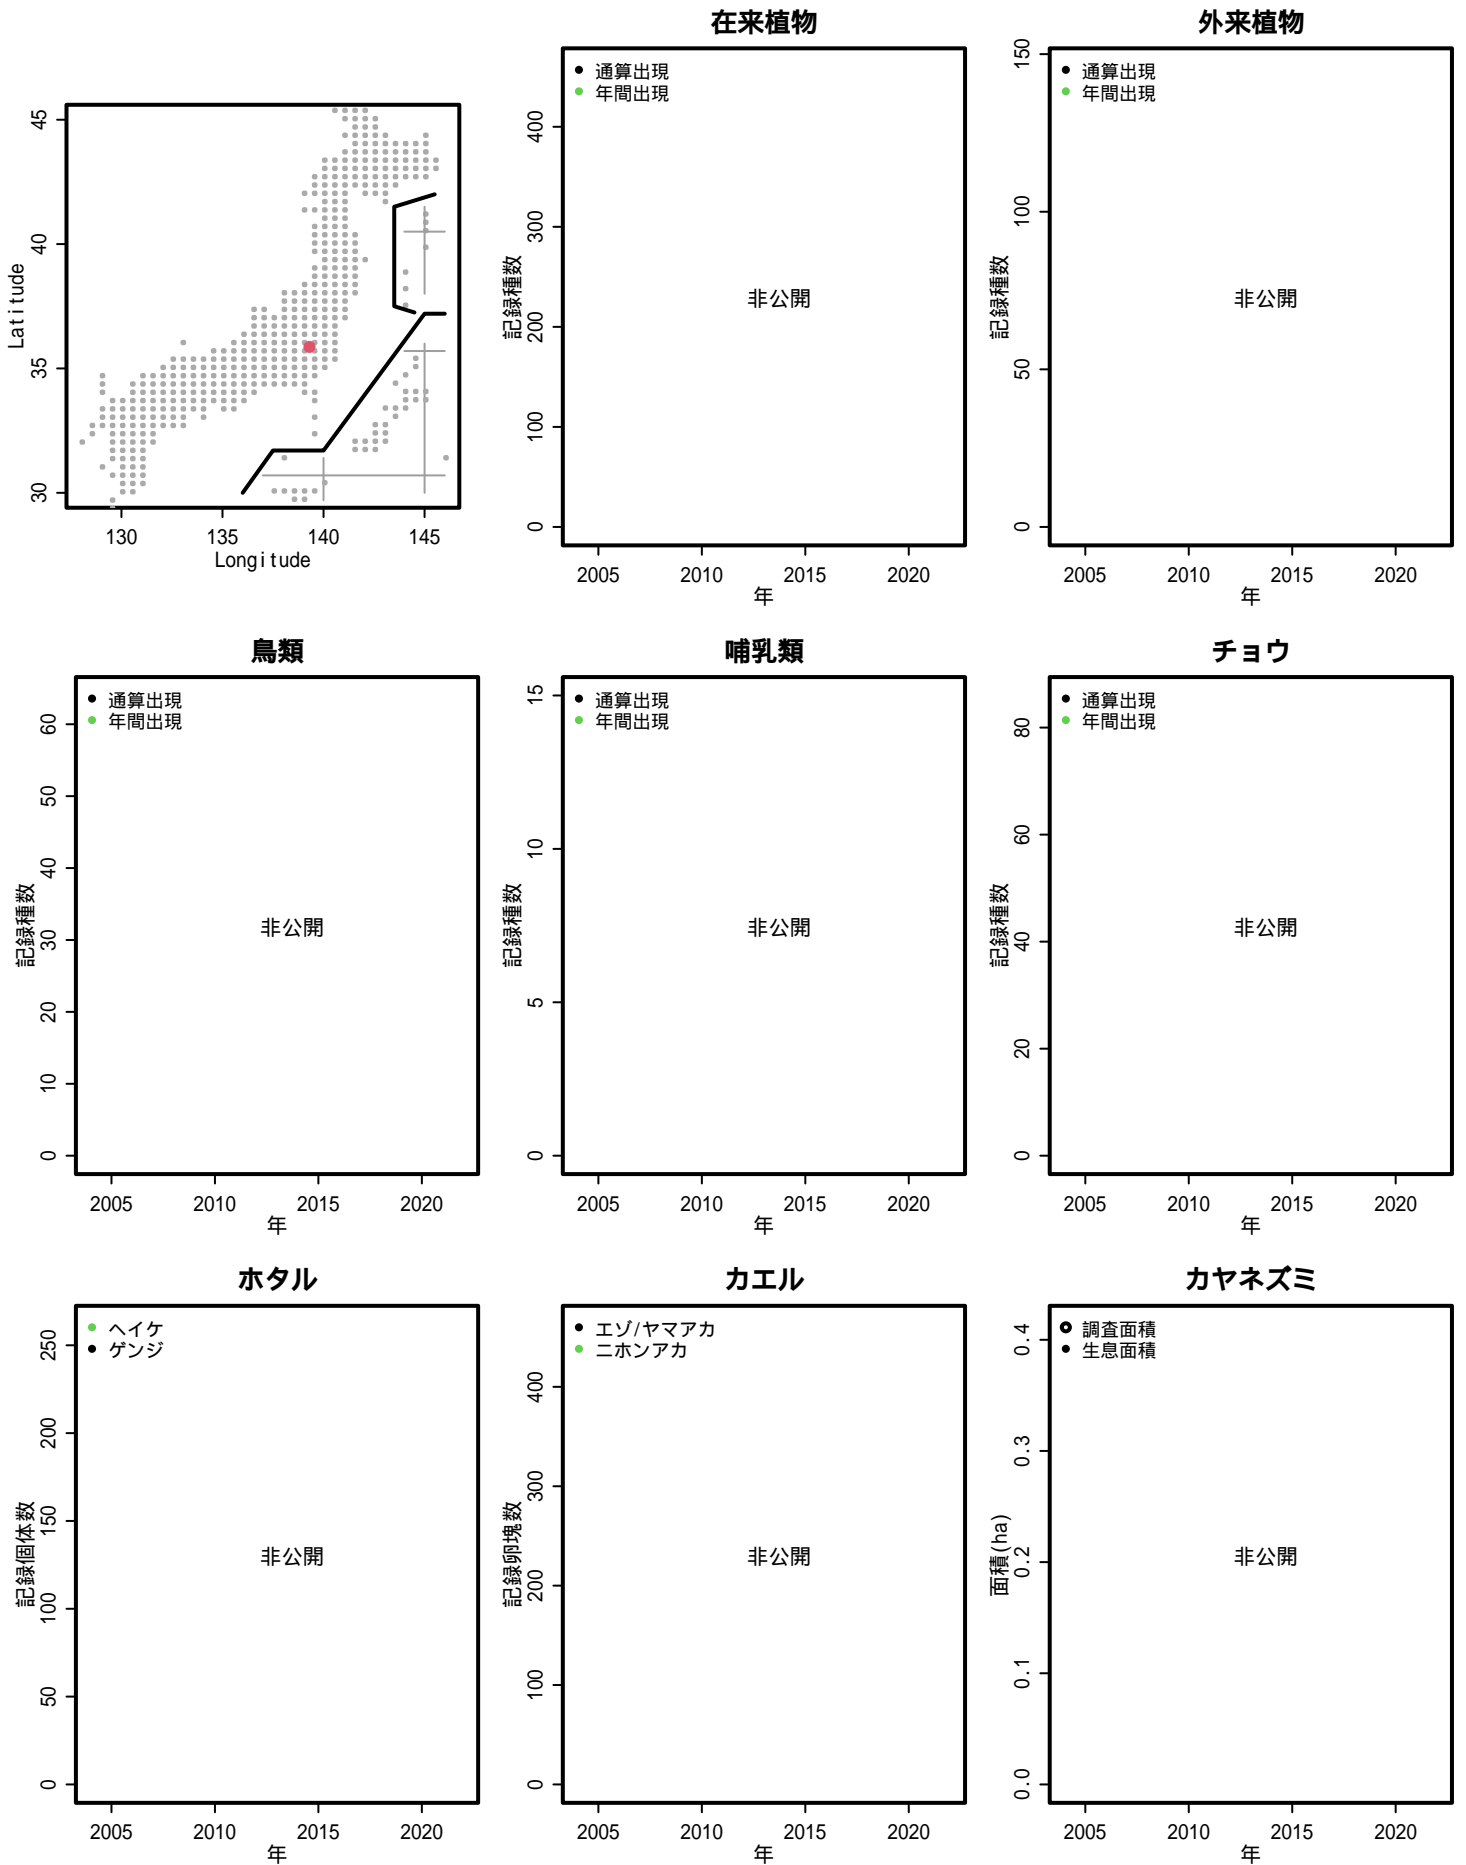 45
40
35
30
Latitude
130
135
140
145
Longitude
在来植物
通算出現
年間出現
400
300
200
100
0
記録種数
非公開
2005
2010
2015
2020
年
外来植物
通算出現
年間出現
150
100
50
0
記録種数
非公開
2005
2010
2015
2020
年
鳥類
通算出現
年間出現
60
50
40
30
20
10
0
記録種数
非公開
2005
2010
2015
2020
年
哺乳類
通算出現
年間出現
15
10
5
0
記録種数
非公開
2005
2010
2015
2020
年
チョウ
通算出現
年間出現
80
60
40
20
0
記録種数
非公開
2005
2010
2015
2020
年
ホタル
ヘイケ
ゲンジ
250
200
150
100
50
0
記録個体数
非公開
2005
2010
2015
2020
年
カエル
エゾ/ヤマアカ
ニホンアカ
400
300
200
100
0
記録卵塊数
非公開
2005
2010
2015
2020
年
カヤネズミ
調査面積
生息面積
0.4
0.3
0.2
0.1
0.0
面積(ha)
非公開
2005
2010
2015
2020
年